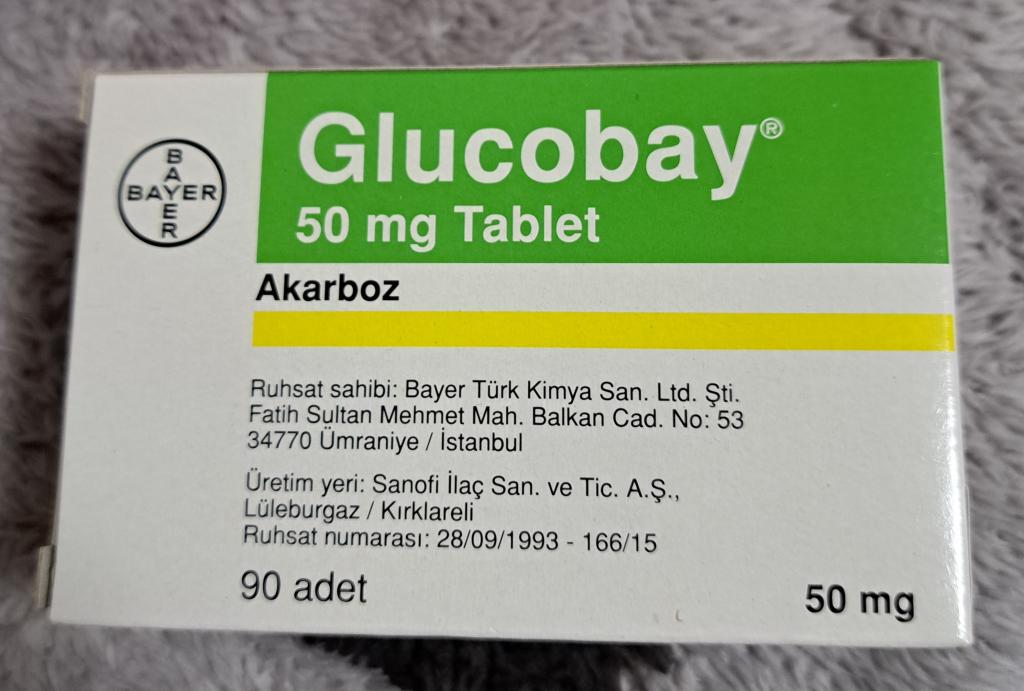 BAYER
BAYER
Glucobay®
50 mg Tablet
Akarboz
Ruhsat sahibi: Bayer Türk Kimya San. Ltd. Şti.
Fatih Sultan Mehmet Mah. Balkan Cad. No: 53
34770 Ümraniye / İstanbul
Üretim yeri: Sanofi İlaç San. ve Tic. A.Ş.,
Lüleburgaz / Kırklareli
Ruhsat numarası: 28/09/1993 - 166/15
90 adet
50 mg